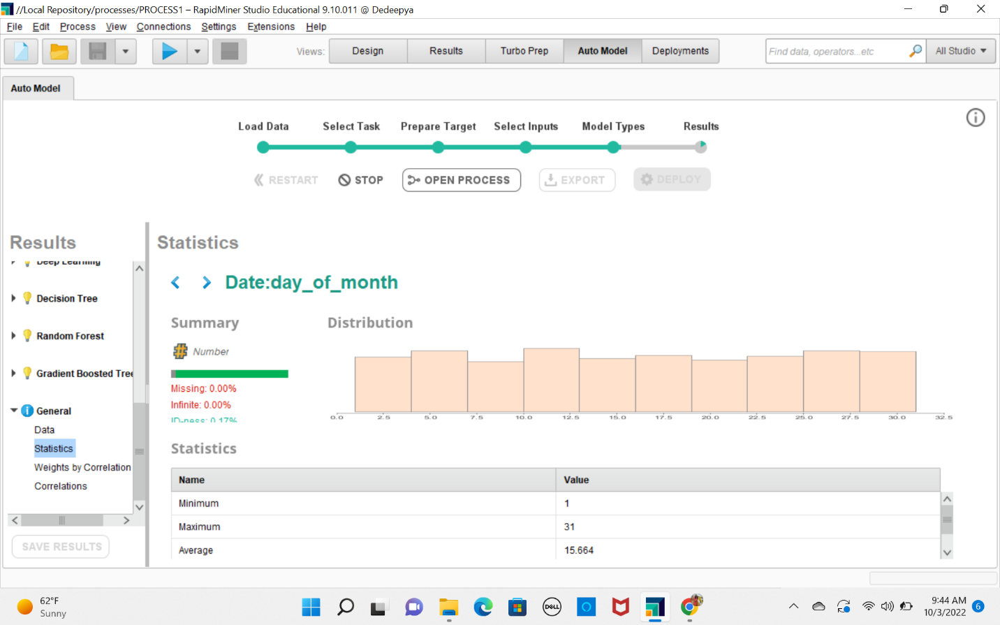 //Local Repository/processes/PROCESS1 – RapidMiner Studio Educational 9.10.011 @ Dedeepya
File Edit Process View Connections Settings Extensions Help
Views: Design Results Turbo Prep Auto Model Deployments Find data, operators...etc All Studio
Auto Model
Load Data Select Task Prepare Target Select Inputs Model Types Results
RESTART STOP OPEN PROCESS EXPORT DEPLOY
Results
Deep Learning
Decision Tree
Random Forest
Gradient Boosted Tree
General
Data
Statistics
Weights by Correlation
Correlations
SAVE RESULTS
Statistics
Date:day_of_month
Summary
Number
Missing: 0.00%
Infinite: 0.00%
ID-ness: 0.17%
Distribution
0.0 2.5 5.0 7.5 10.0 12.5 15.0 17.5 20.0 22.5 25.0 27.5 30.0 32.5
Statistics
Name Value
Minimum 1
Maximum 31
Average 15.664
62°F
Sunny
DELL
9:44 AM
10/3/2022
6